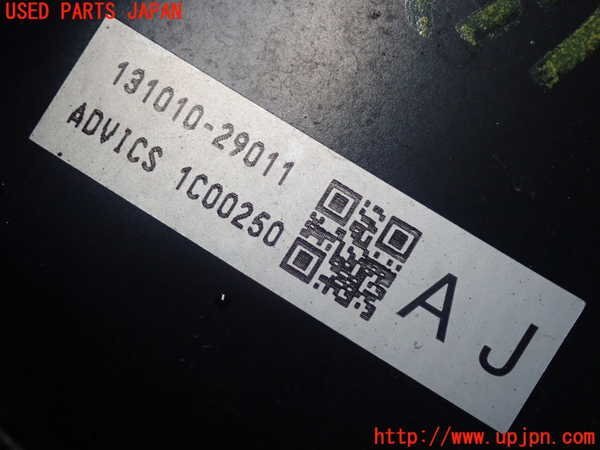 USED PARTS JAPAN
131010-29011
ADVICS 1C00250
AJ
http://www.upjpn.com/